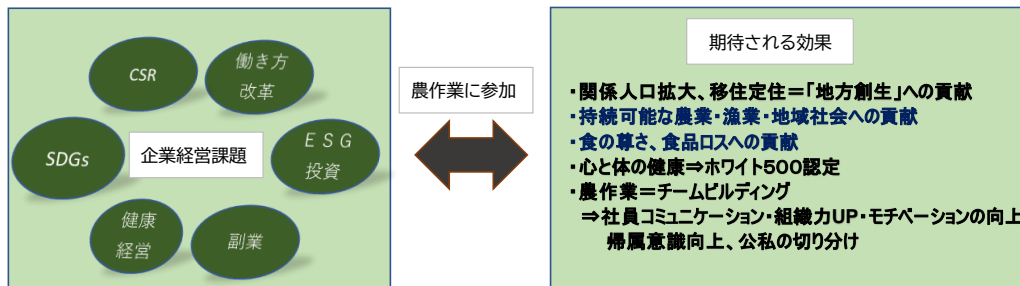 CSR
働き方
改革
SDGs
企業経営課題
ＥＳＧ
投資
健康
経営
副業
農作業に参加
期待される効果
・関係人口拡大、移住定住＝「地方創生」への貢献
・持続可能な農業・漁業・地域社会への貢献
・食の尊さ、食品ロスへの貢献
・心と体の健康⇒ホワイト500認定
・農作業＝チームビルディング
⇒社員コミュニケーション・組織力UP・モチベーションの向上
帰属意識向上、公私の切り分け